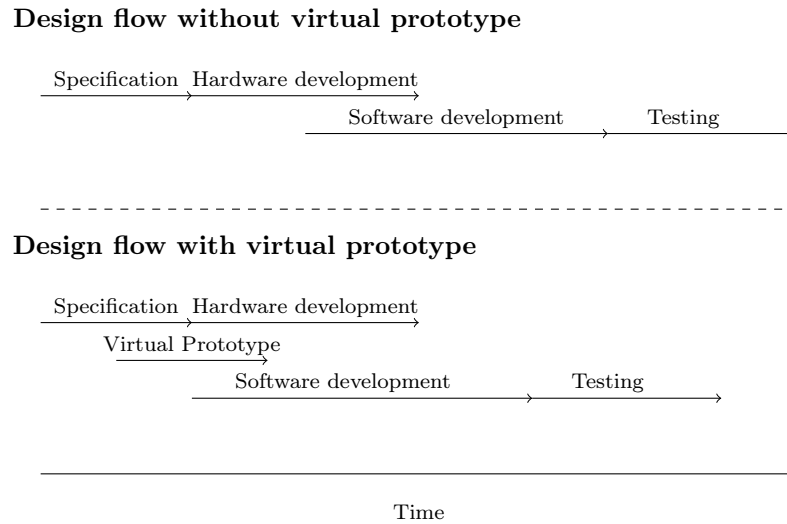 Design flow without virtual prototype
Specification Hardware development
Software development Testing
Design flow with virtual prototype
Specification Hardware development
Virtual Prototype
Software development Testing
Time